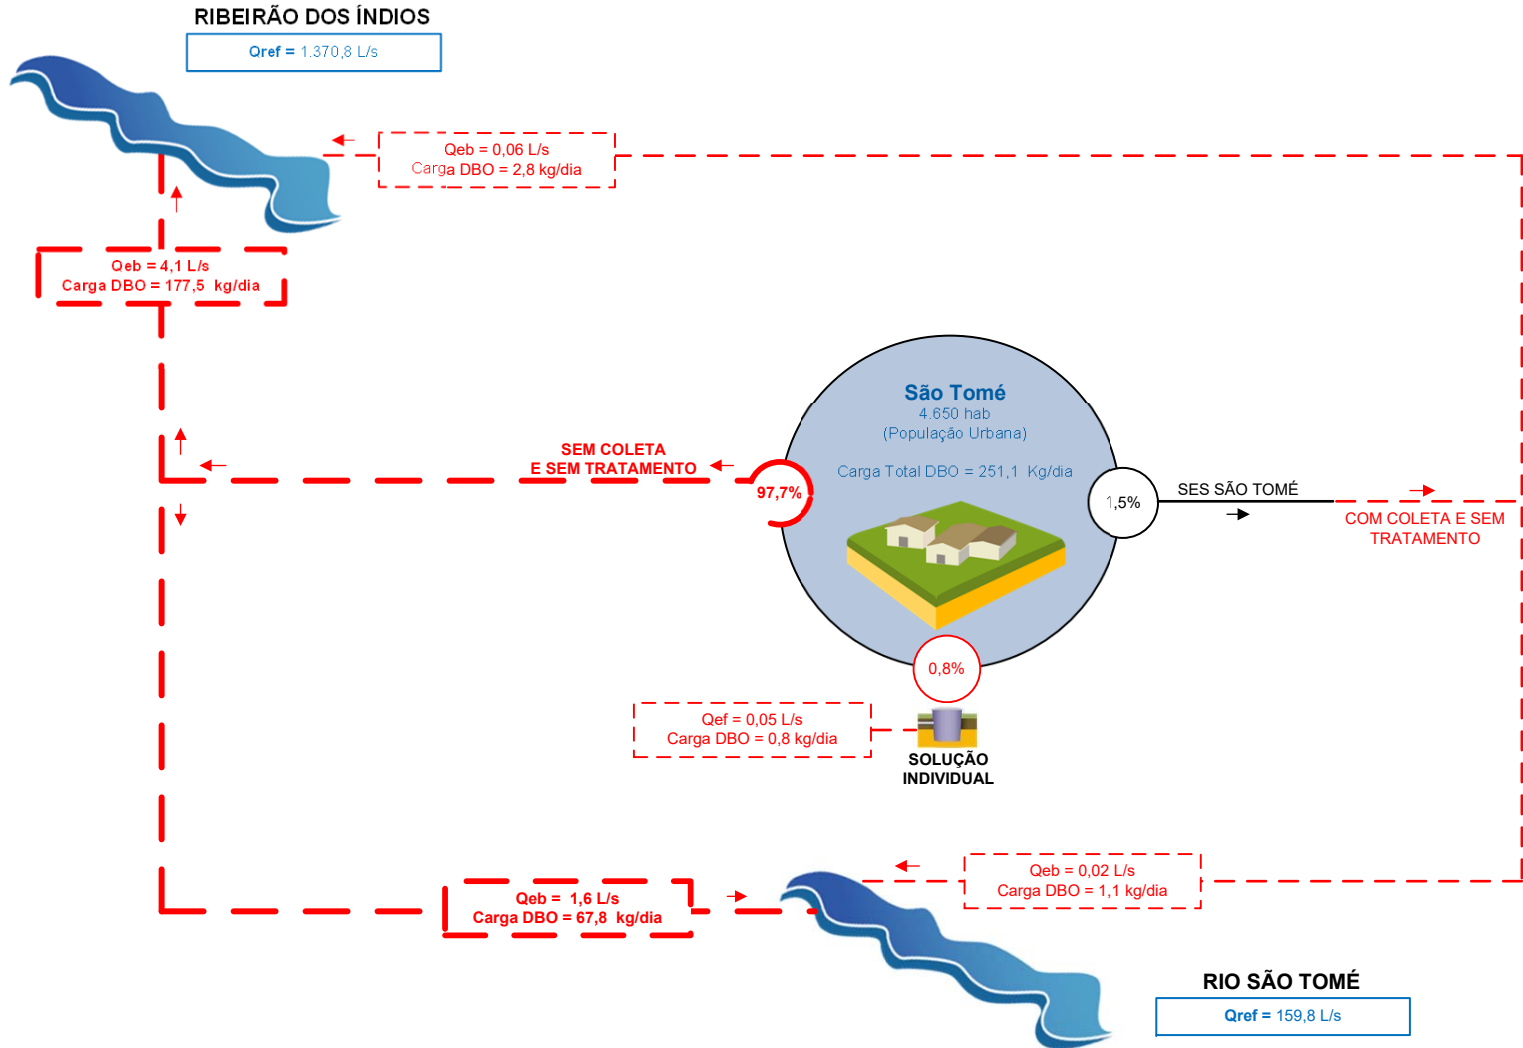 RIBEIRÃO DOS ÍNDIOS
Qref = 1.370,8 L/s
Qeb = 0,06 L/s
Carga DBO = 2,8 kg/dia
Qeb = 4,1 L/s
Carga DBO = 177,5 kg/dia
São Tomé
4.650 hab
(População Urbana)
Carga Total DBO = 251,1 Kg/dia
SEM COLETA
E SEM TRATAMENTO
97,7%
1,5%
SES SÃO TOMÉ
COM COLETA E SEM
TRATAMENTO
0,8%
Qef = 0,05 L/s
Carga DBO = 0,8 kg/dia
SOLUÇÃO
INDIVIDUAL
Qeb = 0,02 L/s
Carga DBO = 1,1 kg/dia
Qeb = 1,6 L/s
Carga DBO = 67,8 kg/dia
RIO SÃO TOMÉ
Qref = 159,8 L/s